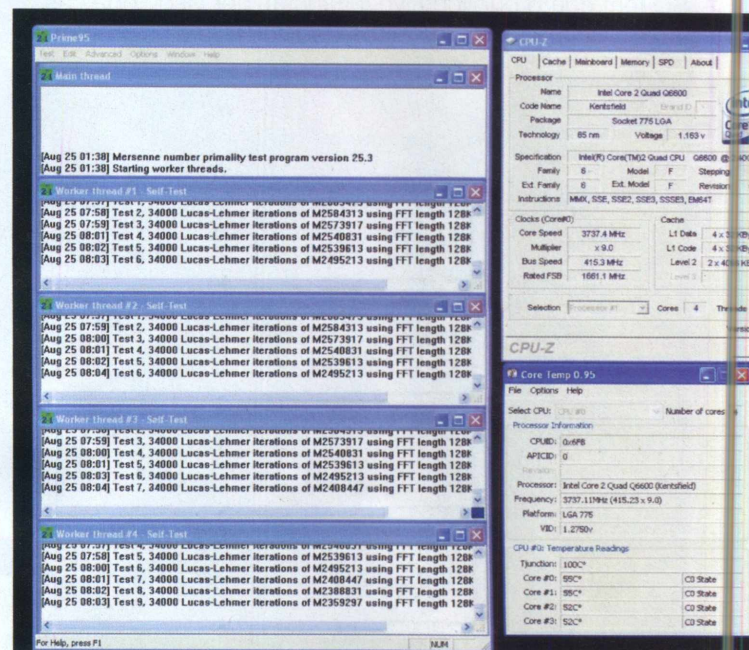 Prime95
Test Edit Advanced Options Window Help
Main thread
[Aug 25 01:38] Mersenne number primality test program version 25.3
[Aug 25 01:38] Starting worker threads.
Worker thread #1 - Self-Test
[Aug 25 07:58] Test 2, 34000 Lucas-Lehmer iterations of M2584313 using FFT length 128K
[Aug 25 07:59] Test 3, 34000 Lucas-Lehmer iterations of M2573917 using FFT length 128K
[Aug 25 08:01] Test 4, 34000 Lucas-Lehmer iterations of M2540831 using FFT length 128K
[Aug 25 08:02] Test 5, 34000 Lucas-Lehmer iterations of M2539613 using FFT length 128K
[Aug 25 08:03] Test 6, 34000 Lucas-Lehmer iterations of M2495213 using FFT length 128K
Worker thread #2 - Self-Test
[Aug 25 07:59] Test 2, 34000 Lucas-Lehmer iterations of M2584313 using FFT length 128K
[Aug 25 08:00] Test 3, 34000 Lucas-Lehmer iterations of M2573917 using FFT length 128K
[Aug 25 08:01] Test 4, 34000 Lucas-Lehmer iterations of M2540831 using FFT length 128K
[Aug 25 08:02] Test 5, 34000 Lucas-Lehmer iterations of M2539613 using FFT length 128K
[Aug 25 08:04] Test 6, 34000 Lucas-Lehmer iterations of M2495213 using FFT length 128K
Worker thread #3 - Self-Test
[Aug 25 07:59] Test 3, 34000 Lucas-Lehmer iterations of M2573917 using FFT length 128K
[Aug 25 08:00] Test 4, 34000 Lucas-Lehmer iterations of M2540831 using FFT length 128K
[Aug 25 08:01] Test 5, 34000 Lucas-Lehmer iterations of M2539613 using FFT length 128K
[Aug 25 08:03] Test 6, 34000 Lucas-Lehmer iterations of M2495213 using FFT length 128K
[Aug 25 08:04] Test 7, 34000 Lucas-Lehmer iterations of M2408447 using FFT length 128K
Worker thread #4 - Self-Test
[Aug 25 07:58] Test 5, 34000 Lucas-Lehmer iterations of M2539613 using FFT length 128K
[Aug 25 08:00] Test 6, 34000 Lucas-Lehmer iterations of M2495213 using FFT length 128K
[Aug 25 08:01] Test 7, 34000 Lucas-Lehmer iterations of M2408447 using FFT length 128K
[Aug 25 08:02] Test 8, 34000 Lucas-Lehmer iterations of M2388831 using FFT length 128K
[Aug 25 08:03] Test 9, 34000 Lucas-Lehmer iterations of M2359297 using FFT length 128K
For Help, press F1
NUM
CPU-Z
CPU Cache Mainboard Memory SPD About
Processor
Name Intel Core 2 Quad Q6600
Code Name Kentsfield Brand ID
Package Socket 775 LGA
Technology 65 nm Voltage 1.163 v
Specification Intel(R) Core(TM)2 Quad CPU Q6600 @
Family 6 Model F Stepping
Ext. Family 6 Ext. Model F Revision
Instructions MMX, SSE, SSE2, SSE3, SSSE3, EM64T
Clocks (Core#0) Cache
Core Speed 3737.4 MHz L1 Data 4 x 32 KB
Multiplier x 9.0 L1 Code 4 x 32 KB
Bus Speed 415.3 MHz Level 2 2 x 4096 KB
Rated FSB 1661.1 MHz Level 3
Selection Processor #1 Cores 4 Threads
CPU-Z
Core Temp 0.95
File Options Help
Select CPU: CPU #0 Number of cores
Processor Information
CPUID: 0x6FB
APICID: 0
Revision:
Processor: Intel Core 2 Quad Q6600 (Kentsfield)
Frequency: 3737.11MHz (415.23 x 9.0)
Platform: LGA 775
VID: 1.2750v
CPU #0: Temperature Readings
Tjunction: 100C°
Core #0: 55C° C0 State
Core #1: 55C° C0 State
Core #2: 52C° C0 State
Core #3: 52C° C0 State